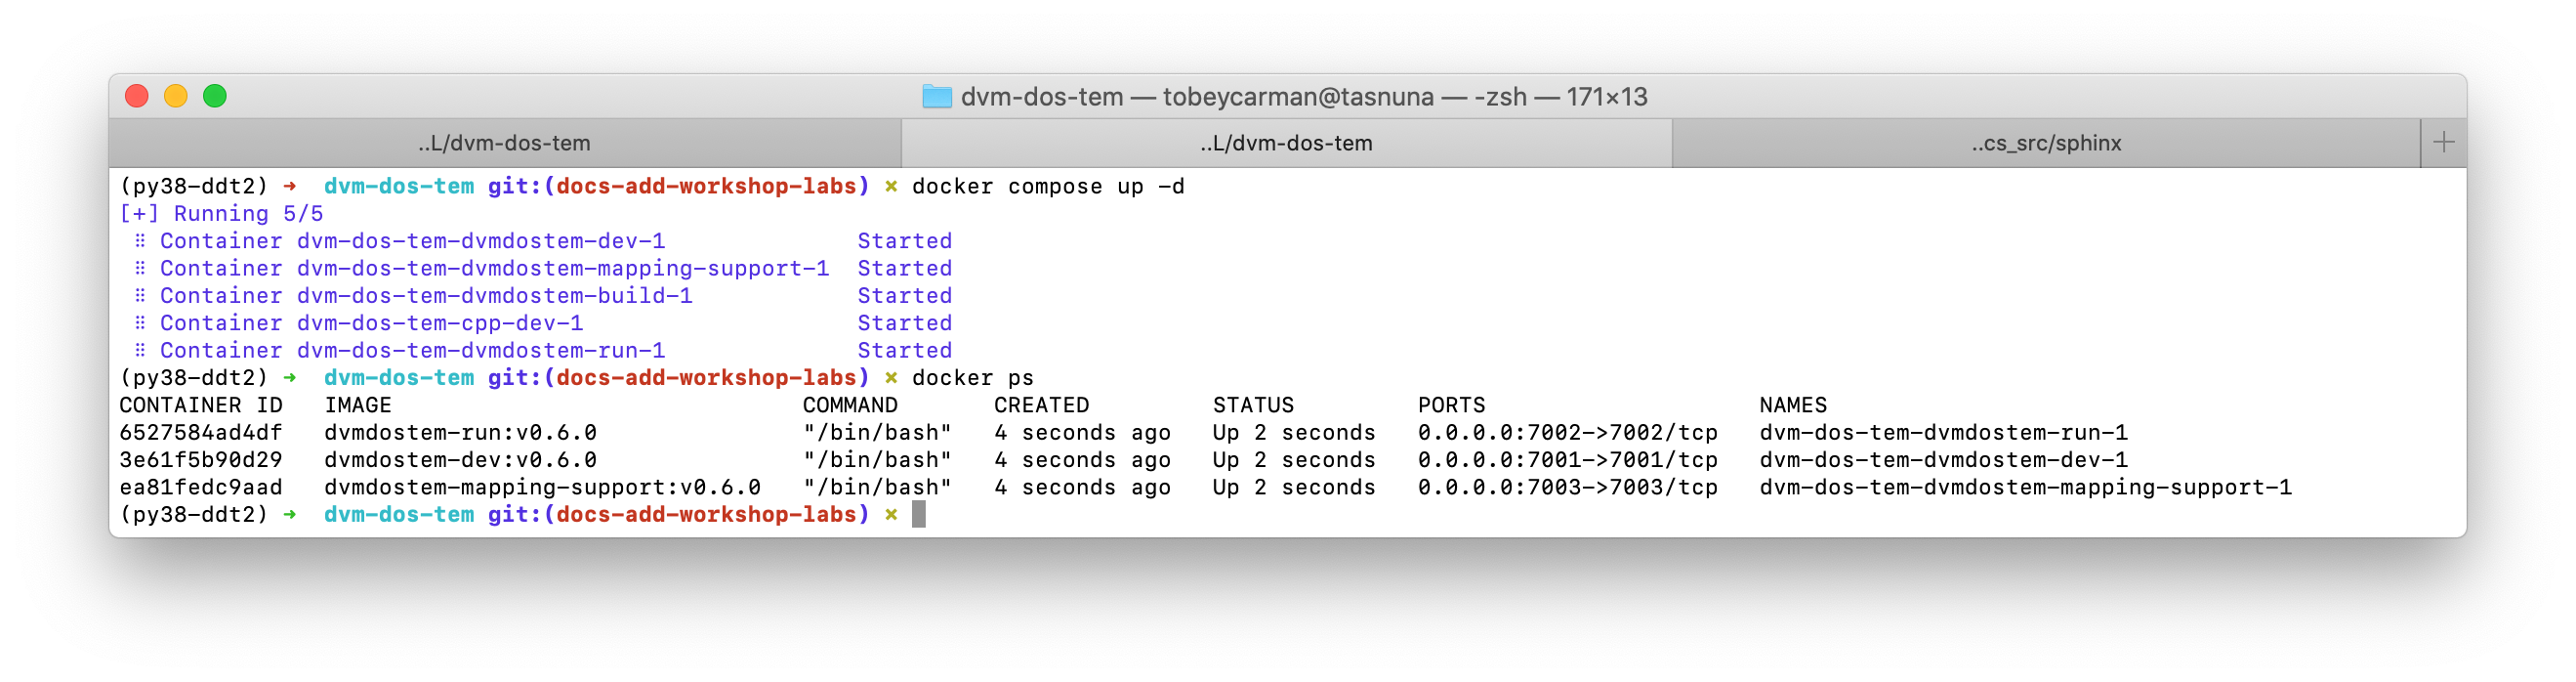 dvm-dos-tem — tobeycarman@tasnuna — -zsh — 171×13
..L/dvm-dos-tem ..L/dvm-dos-tem ..cs_src/sphinx +
(py38-ddt2) ➜ dvm-dos-tem git:(docs-add-workshop-labs) ✗ docker compose up -d
[+] Running 5/5
⠿ Container dvm-dos-tem-dvmdostem-dev-1 Started
⠿ Container dvm-dos-tem-dvmdostem-mapping-support-1 Started
⠿ Container dvm-dos-tem-dvmdostem-build-1 Started
⠿ Container dvm-dos-tem-cpp-dev-1 Started
⠿ Container dvm-dos-tem-dvmdostem-run-1 Started
(py38-ddt2) ➜ dvm-dos-tem git:(docs-add-workshop-labs) ✗ docker ps
CONTAINER ID IMAGE COMMAND CREATED STATUS PORTS NAMES
6527584ad4df dvmdostem-run:v0.6.0 "/bin/bash" 4 seconds ago Up 2 seconds 0.0.0.0:7002->7002/tcp dvm-dos-tem-dvmdostem-run-1
3e61f5b90d29 dvmdostem-dev:v0.6.0 "/bin/bash" 4 seconds ago Up 2 seconds 0.0.0.0:7001->7001/tcp dvm-dos-tem-dvmdostem-dev-1
ea81fedc9aad dvmdostem-mapping-support:v0.6.0 "/bin/bash" 4 seconds ago Up 2 seconds 0.0.0.0:7003->7003/tcp dvm-dos-tem-dvmdostem-mapping-support-1
(py38-ddt2) ➜ dvm-dos-tem git:(docs-add-workshop-labs) ✗